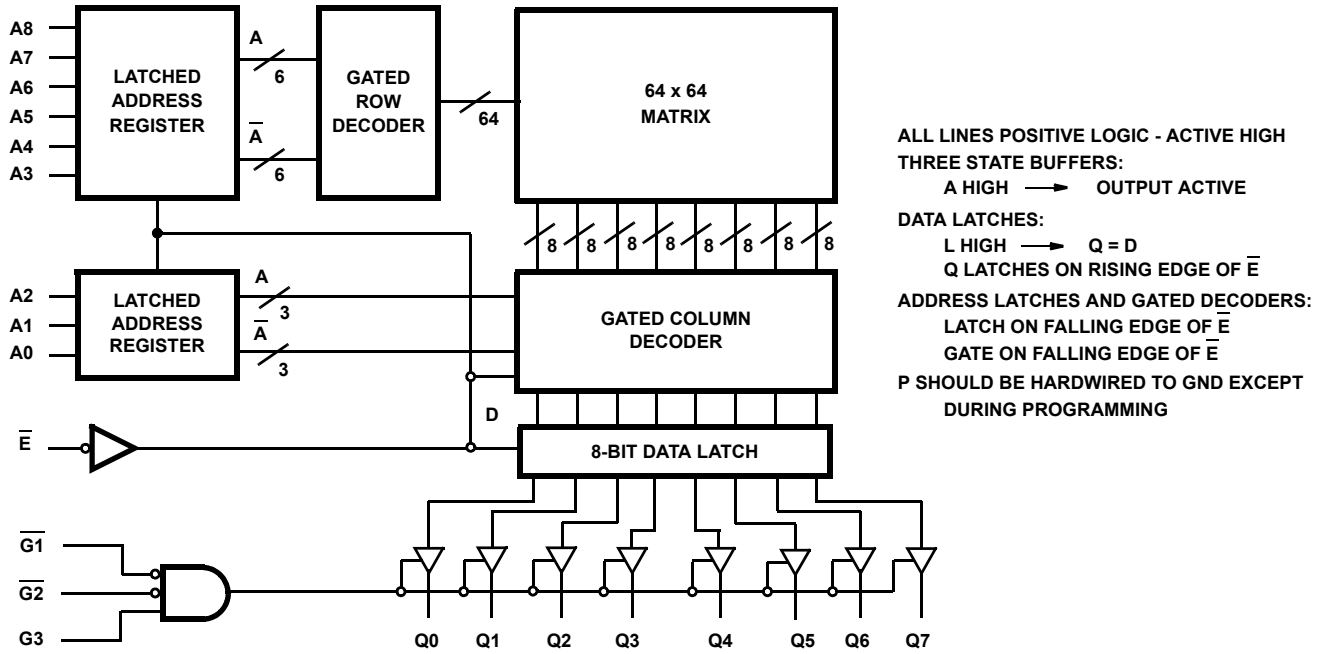 A8
A7
A6
A5
A4
A3
LATCHED
ADDRESS
REGISTER
A
6
A̅
6
GATED
ROW
DECODER
64
64 x 64
MATRIX
8 8 8 8 8 8 8 8
A2
A1
A0
LATCHED
ADDRESS
REGISTER
A
3
A̅
3
GATED COLUMN
DECODER
D
E̅
8-BIT DATA LATCH
G̅1̅
G̅2̅
G3
Q0 Q1 Q2 Q3 Q4 Q5 Q6 Q7
ALL LINES POSITIVE LOGIC - ACTIVE HIGH
THREE STATE BUFFERS:
A HIGH → OUTPUT ACTIVE
DATA LATCHES:
L HIGH → Q = D
Q LATCHES ON RISING EDGE OF E̅
ADDRESS LATCHES AND GATED DECODERS:
LATCH ON FALLING EDGE OF E̅
GATE ON FALLING EDGE OF E̅
P SHOULD BE HARDWIRED TO GND EXCEPT
DURING PROGRAMMING